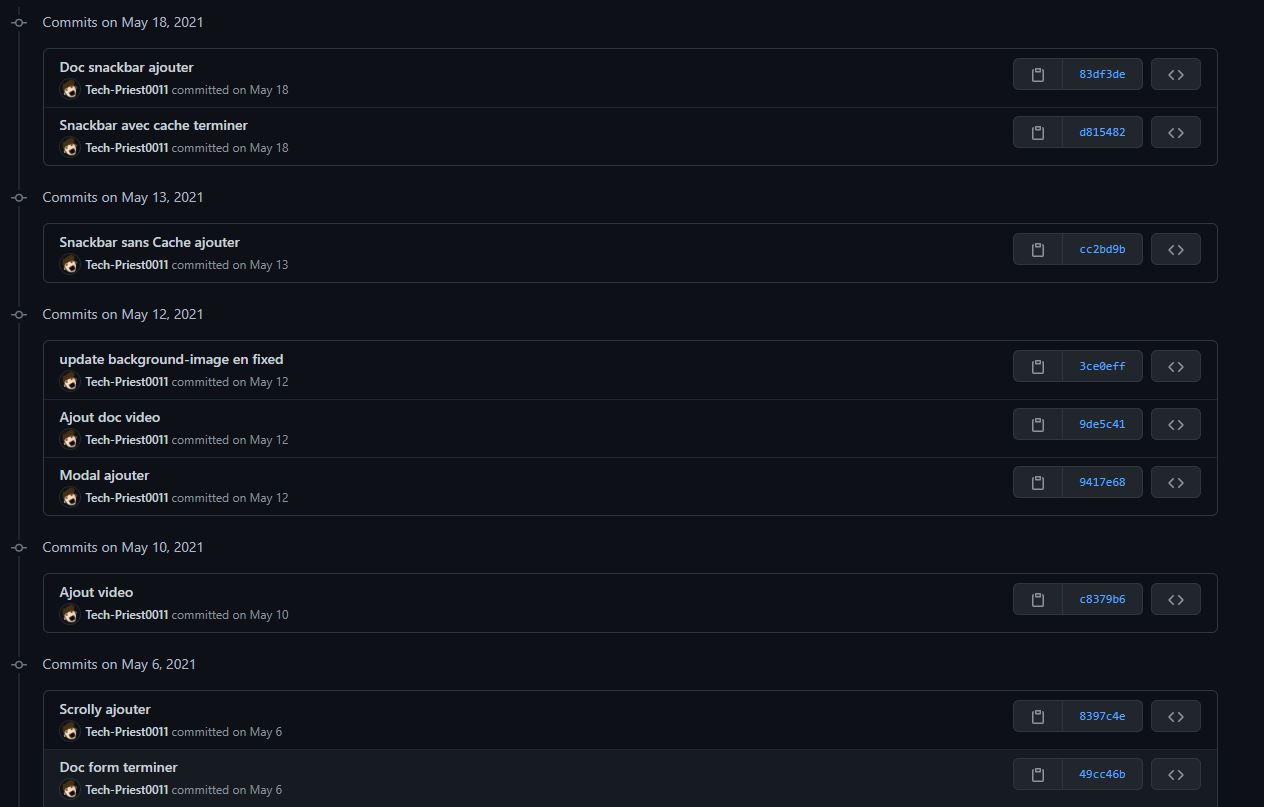 Commits on May 18, 2021
Doc snackbar ajouter
83df3de
Tech-Priest0011 committed on May 18
Snackbar avec cache terminer
d815482
Tech-Priest0011 committed on May 18
Commits on May 13, 2021
Snackbar sans Cache ajouter
cc2bd9b
Tech-Priest0011 committed on May 13
Commits on May 12, 2021
update background-image en fixed
3ce0eff
Tech-Priest0011 committed on May 12
Ajout doc video
9de5c41
Tech-Priest0011 committed on May 12
Modal ajouter
9417e68
Tech-Priest0011 committed on May 12
Commits on May 10, 2021
Ajout video
c8379b6
Tech-Priest0011 committed on May 10
Commits on May 6, 2021
Scrolly ajouter
8397c4e
Tech-Priest0011 committed on May 6
Doc form terminer
49cc46b
Tech-Priest0011 committed on May 6